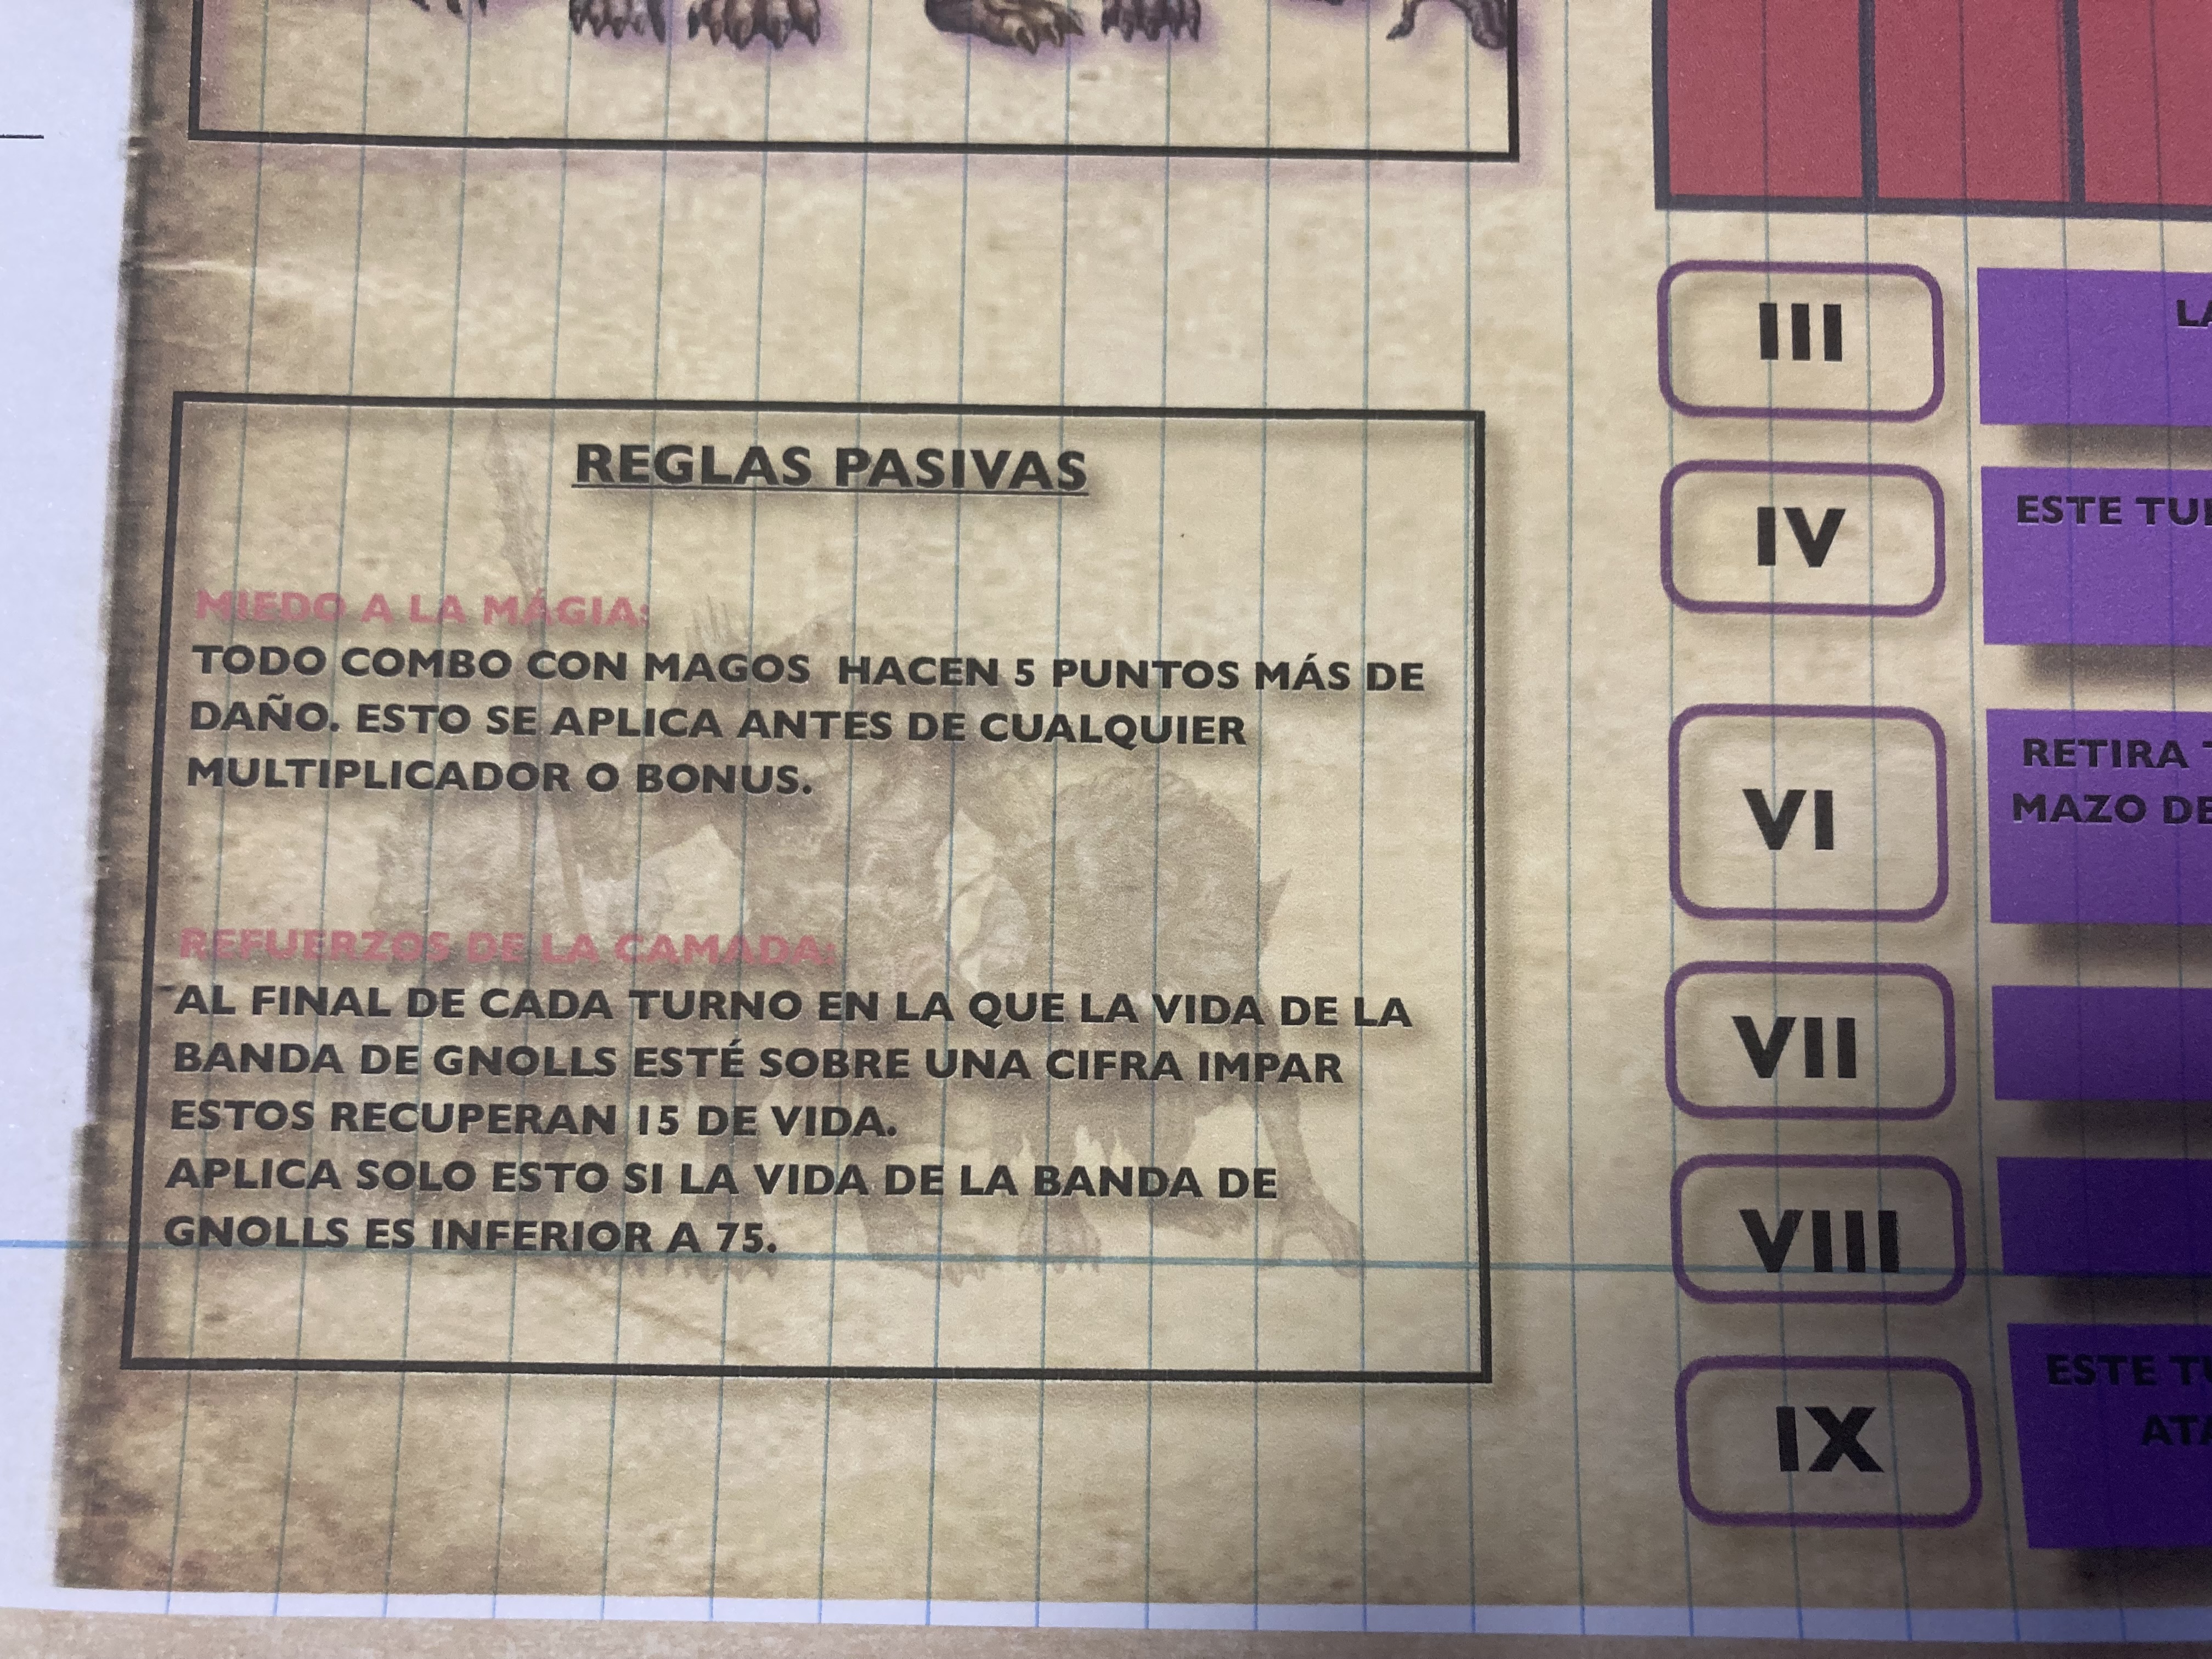 REGLAS PASIVAS
MIEDO A LA MAGIA:
TODO COMBO CON MAGOS HACEN 5 PUNTOS MÁS DE
DAÑO. ESTO SE APLICA ANTES DE CUALQUIER
MULTIPLICADOR O BONUS.
REFUERZOS DE LA CAMADA:
AL FINAL DE CADA TURNO EN LA QUE LA VIDA DE LA
BANDA DE GNOLLS ESTÉ SOBRE UNA CIFRA IMPAR
ESTOS RECUPERAN 15 DE VIDA.
APLICA SOLO ESTO SI LA VIDA DE LA BANDA DE
GNOLLS ES INFERIOR A 75.
III
IV
ESTE
VI
RETIRA
MAZO
VII
VIII
IX
ESTE